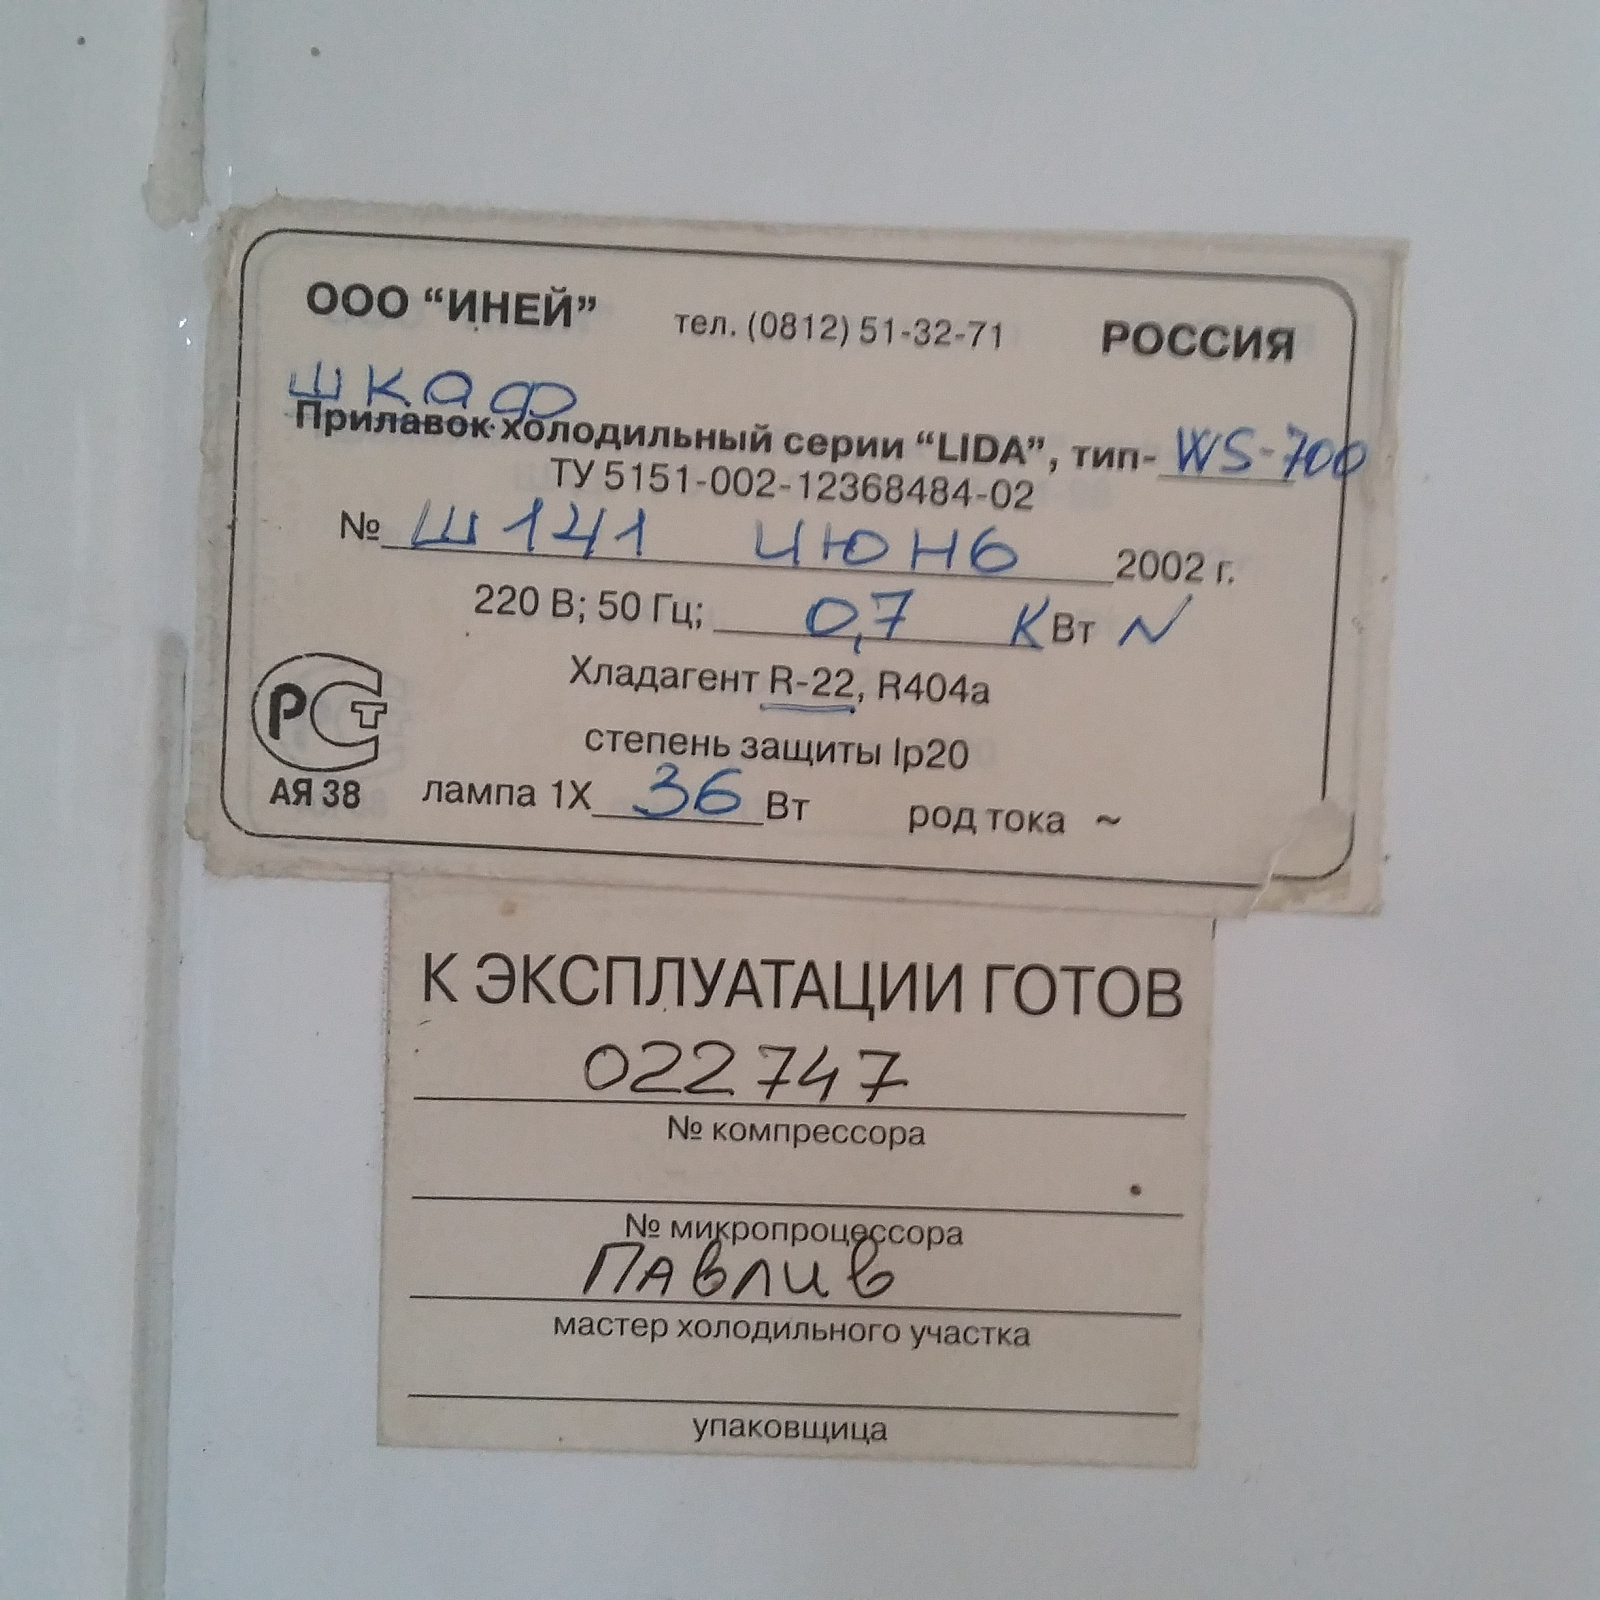 ООО “ИНЕЙ” тел. (0812) 51-32-71 РОССИЯ
шкаф
Прилавок холодильный серии “LIDA”, тип- WS-700
ТУ 5151-002-12368484-02
№ Ш141 июнь 2002 г.
220 В; 50 Гц; 0,7 кВт N
Хладагент R-22, R404a
степень защиты Ip20
РСТ
АЯ 38 лампа 1Х 36 Вт род тока ~
К ЭКСПЛУАТАЦИИ ГОТОВ
022747
№ компрессора
№ микропроцессора
Павлив
мастер холодильного участка
упаковщица